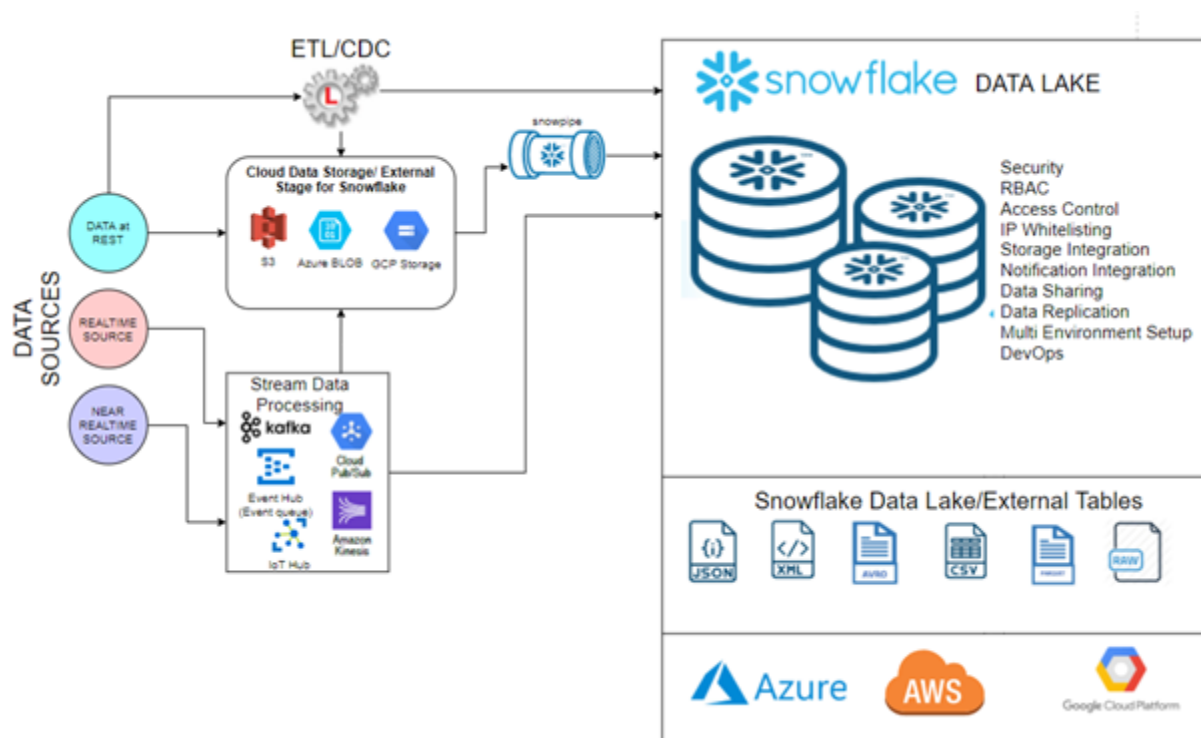 ETL/CDC
L
snowflake DATA LAKE
snowpipe
Cloud Data Storage/ External
Stage for Snowflake
S3
Azure BLOB
GCP Storage
DATA at
REST
REALTIME
SOURCE
NEAR
REALTIME
SOURCE
DATA
SOURCES
Stream Data
Processing
kafka
Cloud
Pub/Sub
Event Hub
(Event queue)
Amazon
Kinesis
IoT Hub
Security
RBAC
Access Control
IP Whitelisting
Storage Integration
Notification Integration
Data Sharing
Data Replication
Multi Environment Setup
DevOps
Snowflake Data Lake/External Tables
{i}
JSON
</>
XML
AVRO
CSV
PARQUET
RAW
Azure
AWS
Google Cloud Platform